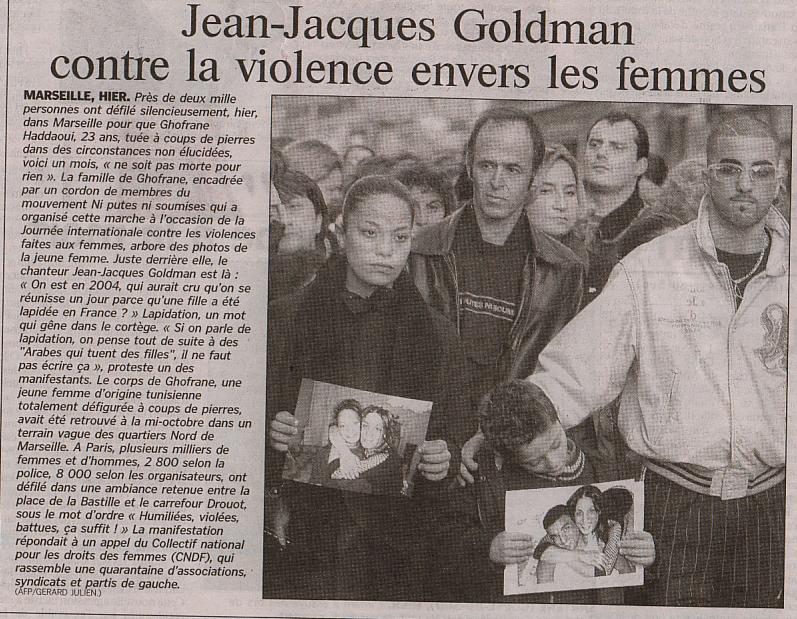 Jean-Jacques Goldman
contre la violence envers les femmes
MARSEILLE, HIER. Près de deux mille
personnes ont défilé silencieusement, hier,
dans Marseille pour que Ghofrane
Haddaoui, 23 ans, tuée à coups de pierres
dans des circonstances non élucidées,
voici un mois, « ne soit pas morte pour
rien ». La famille de Ghofrane, encadrée
par un cordon de membres du
mouvement Ni putes ni soumises qui a
organisé cette marche à l'occasion de la
Journée internationale contre les violences
faites aux femmes, arbore des photos de
la jeune femme. Juste derrière elle, le
chanteur Jean-Jacques Goldman est là :
« On est en 2004, qui aurait cru qu'on se
réunisse un jour parce qu'une fille a été
lapidée en France ? » Lapidation, un mot
qui gêne dans le cortège. « Si on parle de
lapidation, on pense tout de suite à des
"Arabes qui tuent des filles", il ne faut
pas écrire ça », proteste un des
manifestants. Le corps de Ghofrane, une
jeune femme d'origine tunisienne
totalement défigurée à coups de pierres,
avait été retrouvé à la mi-octobre dans un
terrain vague des quartiers Nord de
Marseille. A Paris, plusieurs milliers de
femmes et d'hommes, 2 800 selon la
police, 8 000 selon les organisateurs, ont
défilé dans une ambiance retenue entre la
place de la Bastille et le carrefour Drouot,
sous le mot d'ordre « Humiliées, violées,
battues, ça suffit ! » La manifestation
répondait à un appel du Collectif national
pour les droits des femmes (CNDF), qui
rassemble une quarantaine d'associations,
syndicats et partis de gauche.
(AFP/GERARD JULIEN.)
PUTES NI SOUMI